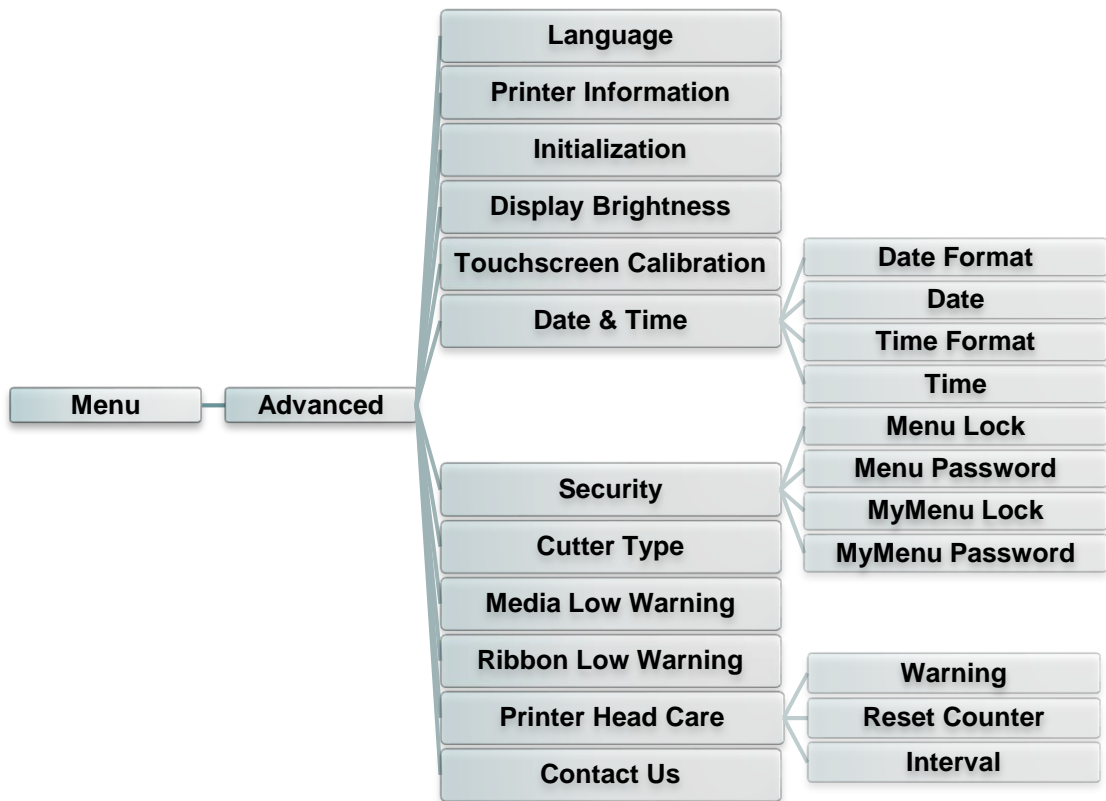 Menu
Advanced
Language
Printer Information
Initialization
Display Brightness
Touchscreen Calibration
Date & Time
Date Format
Date
Time Format
Time
Security
Menu Lock
Menu Password
MyMenu Lock
MyMenu Password
Cutter Type
Media Low Warning
Ribbon Low Warning
Printer Head Care
Warning
Reset Counter
Interval
Contact Us